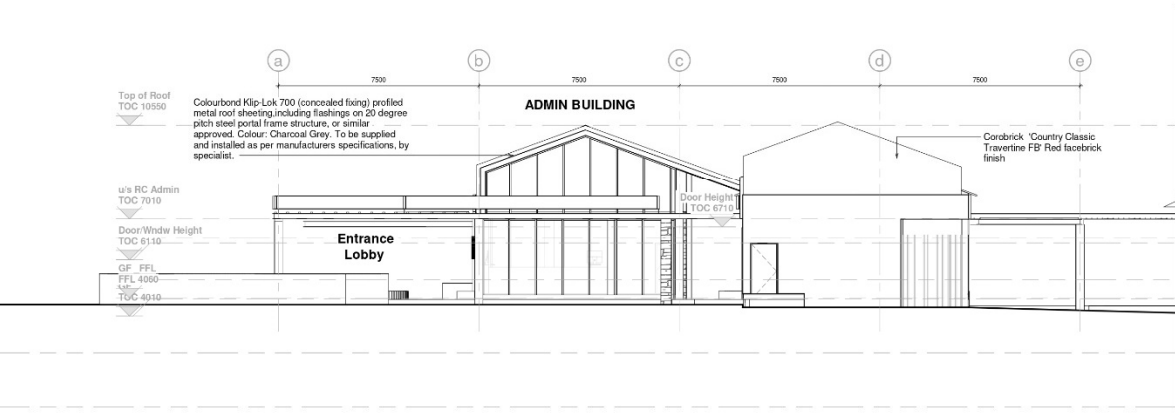 a b c d e
7500 7500 7500 7500
Top of Roof
TOC 10550
Colourbond Klip-Lok 700 (concealed fixing) profiled
metal roof sheeting,including flashings on 20 degree
pitch steel portal frame structure, or similar
approved. Colour: Charcoal Grey. To be supplied
and installed as per manufacturers specifications, by
specialist.
ADMIN BUILDING
Corobrick 'Country Classic
Travertine FB' Red facebrick
finish
u/s RC Admin
TOC 7010
Door Height
TOC 6710
Door/Wndw Height
TOC 6110
Entrance
Lobby
GF FFL
FFL 4060
TOC 4010